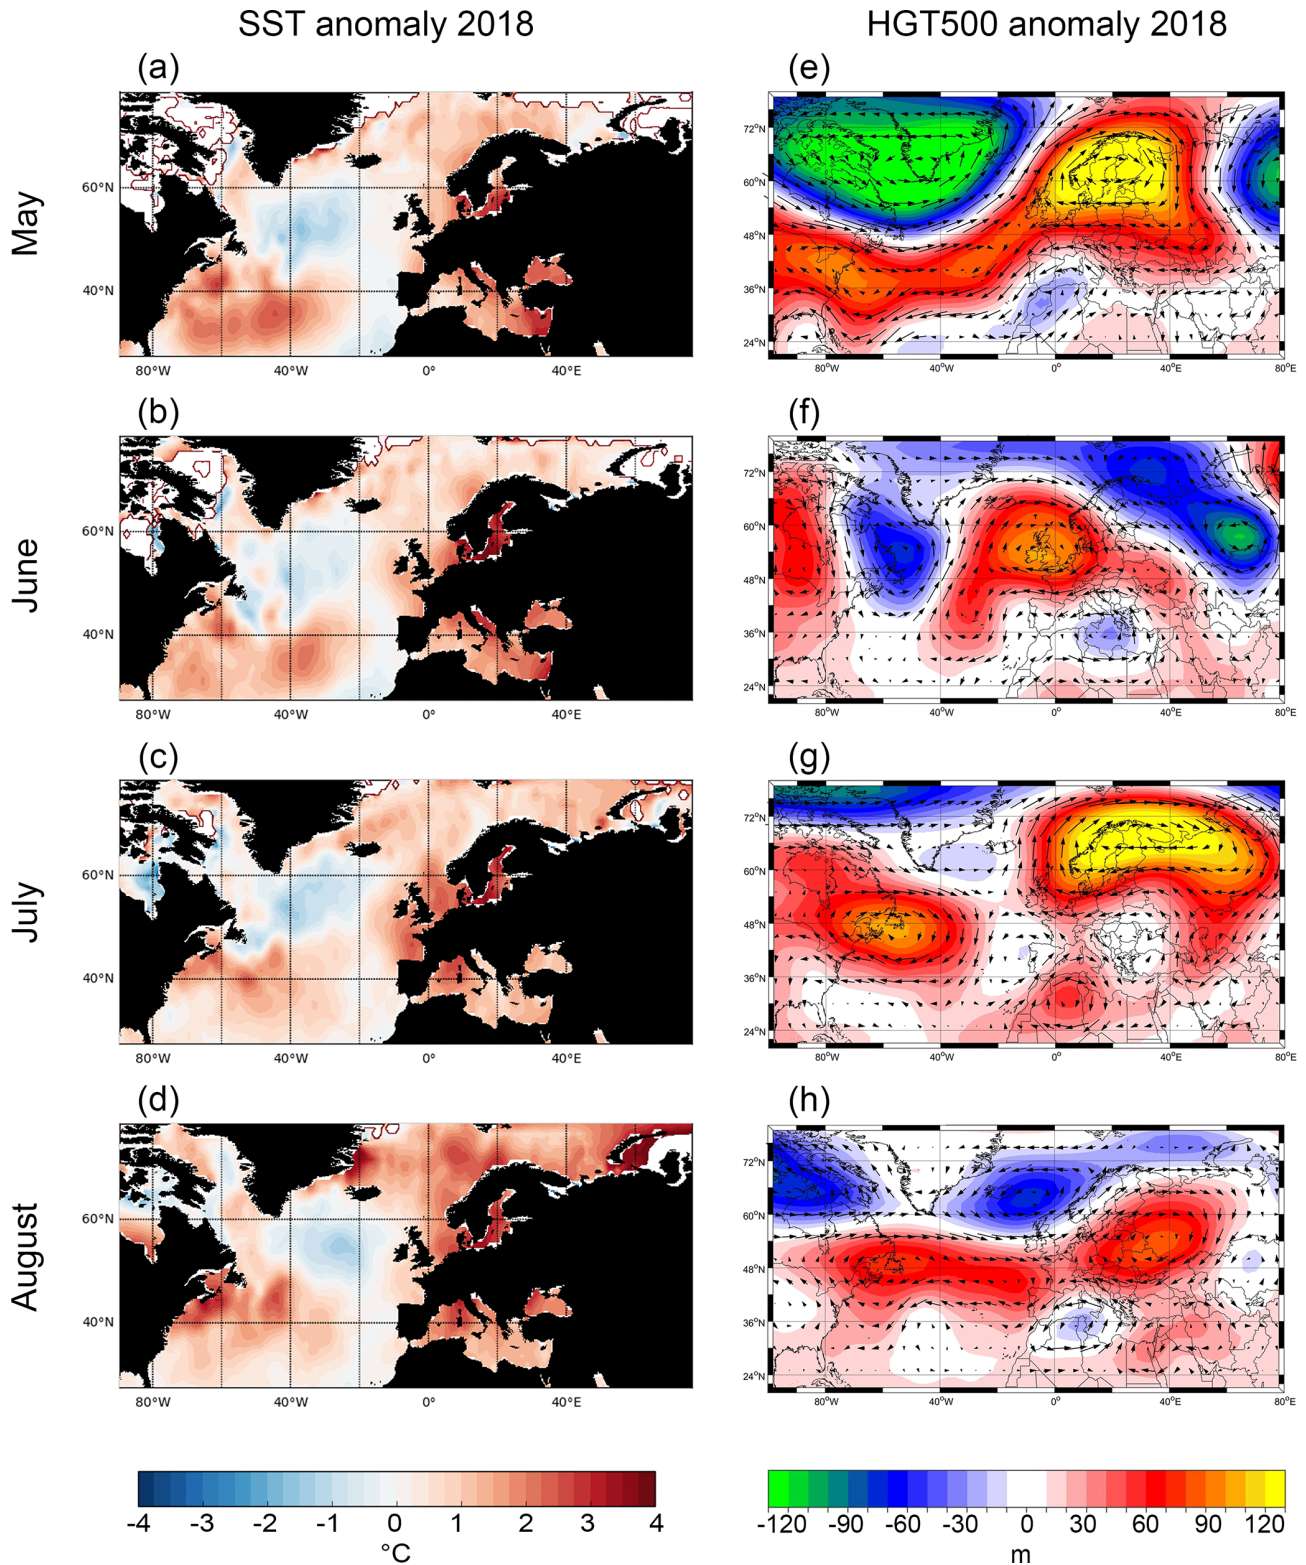 SST anomaly 2018
HGT500 anomaly 2018
(a)
(e)
May
60°N
40°N
80°W 40°W 0° 40°E
72°N
60°N
48°N
36°N
24°N
80°W 40°W 0° 40°E 80°E
(b)
(f)
June
60°N
40°N
80°W 40°W 0° 40°E
72°N
60°N
48°N
36°N
24°N
80°W 40°W 0° 40°E 80°E
(c)
(g)
July
60°N
40°N
80°W 40°W 0° 40°E
72°N
60°N
48°N
36°N
24°N
80°W 40°W 0° 40°E 80°E
(d)
(h)
August
60°N
40°N
80°W 40°W 0° 40°E
72°N
60°N
48°N
36°N
24°N
80°W 40°W 0° 40°E 80°E
-4 -3 -2 -1 0 1 2 3 4
°C
-120 -90 -60 -30 0 30 60 90 120
m